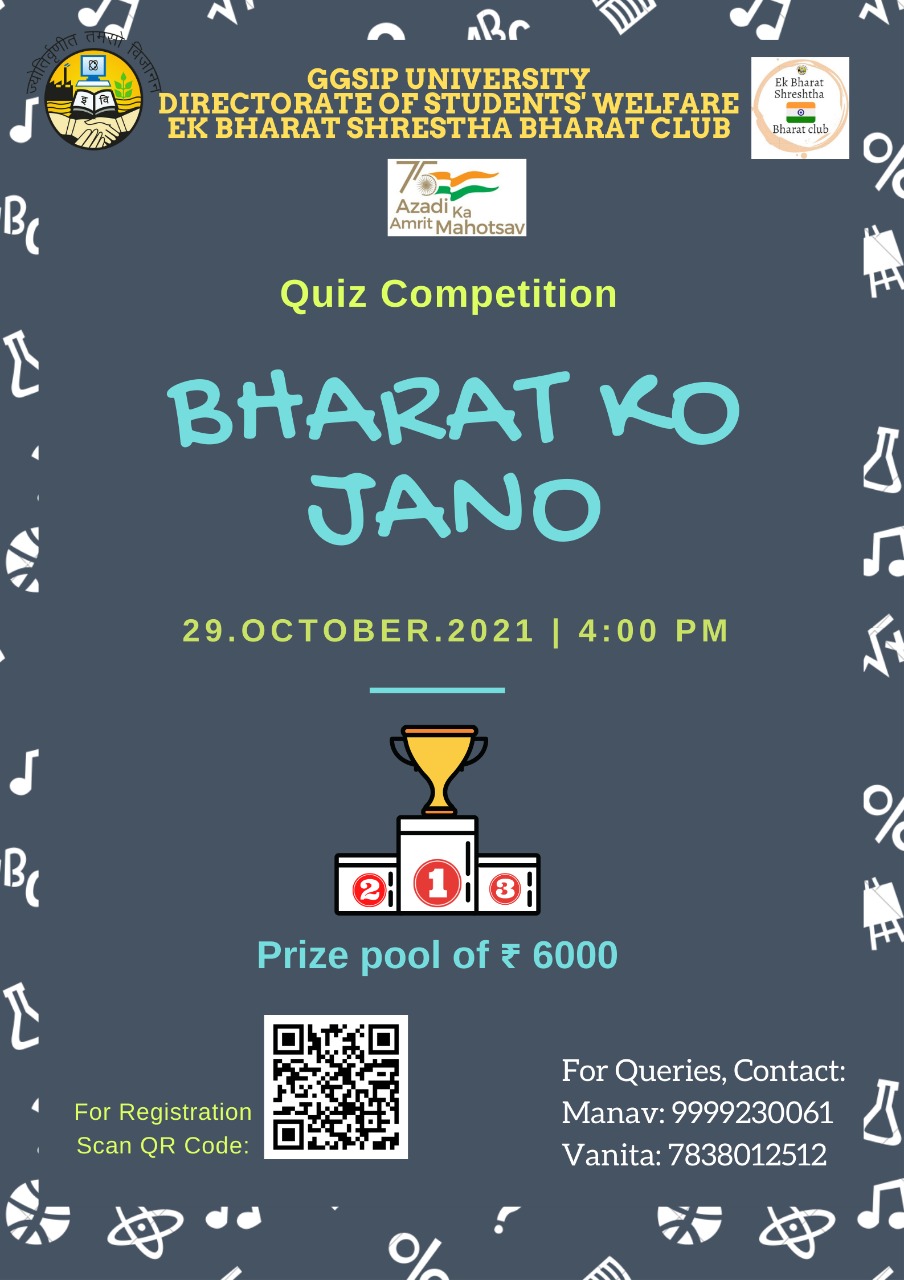 ज्योतिर्वृणीत तमसो विजानन
इ वि
GGSIP UNIVERSITY
DIRECTORATE OF STUDENTS' WELFARE
EK BHARAT SHRESTHA BHARAT CLUB
Ek Bharat
Shreshtha
Bharat club
75
Azadi Ka
Amrit Mahotsav
Quiz Competition
BHARAT KO
JANO
29.OCTOBER.2021 | 4:00 PM
2 1 3
Prize pool of ₹ 6000
For Registration
Scan QR Code:
For Queries, Contact:
Manav: 9999230061
Vanita: 7838012512